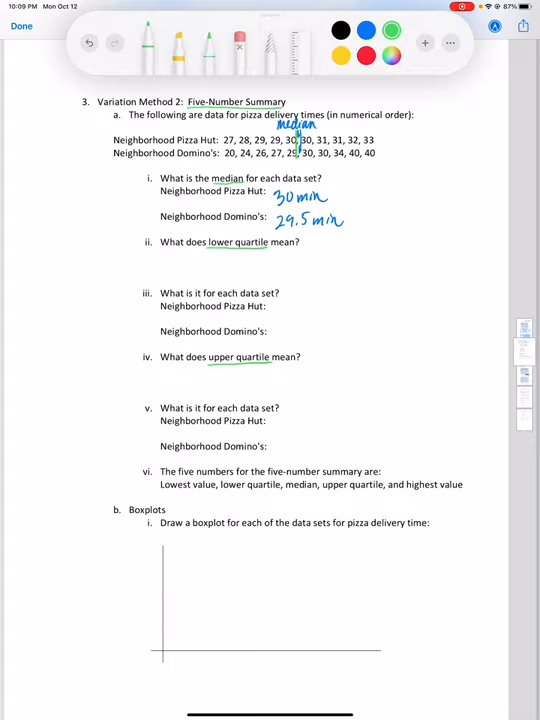 10:09 PM Mon Oct 12
87%
Done
3. Variation Method 2: Five-Number Summary
a. The following are data for pizza delivery times (in numerical order):
median
Neighborhood Pizza Hut: 27, 28, 29, 29, 30, 30, 31, 31, 32, 33
Neighborhood Domino's: 20, 24, 26, 27, 29, 30, 30, 34, 40, 40
i. What is the median for each data set?
Neighborhood Pizza Hut: 30 min
Neighborhood Domino's: 29.5 min
ii. What does lower quartile mean?
iii. What is it for each data set?
Neighborhood Pizza Hut:
Neighborhood Domino's:
iv. What does upper quartile mean?
v. What is it for each data set?
Neighborhood Pizza Hut:
Neighborhood Domino's:
vi. The five numbers for the five-number summary are:
Lowest value, lower quartile, median, upper quartile, and highest value
b. Boxplots
i. Draw a boxplot for each of the data sets for pizza delivery time: